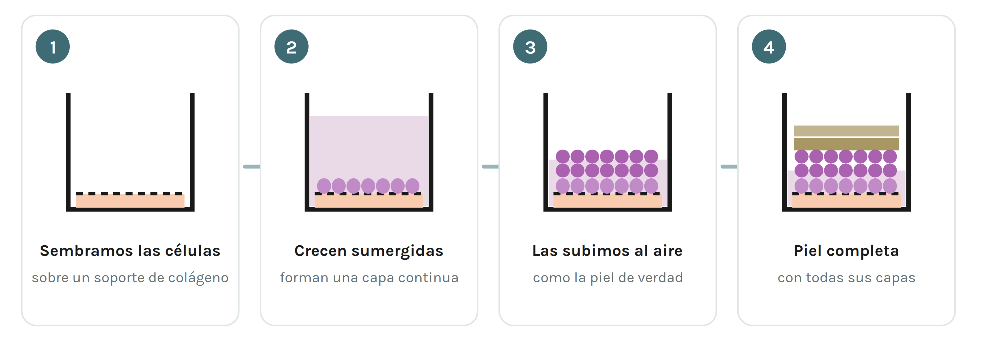 1
Sembramos las células
sobre un soporte de colágeno
2
Crecen sumergidas
forman una capa continua
3
Las subimos al aire
como la piel de verdad
4
Piel completa
con todas sus capas